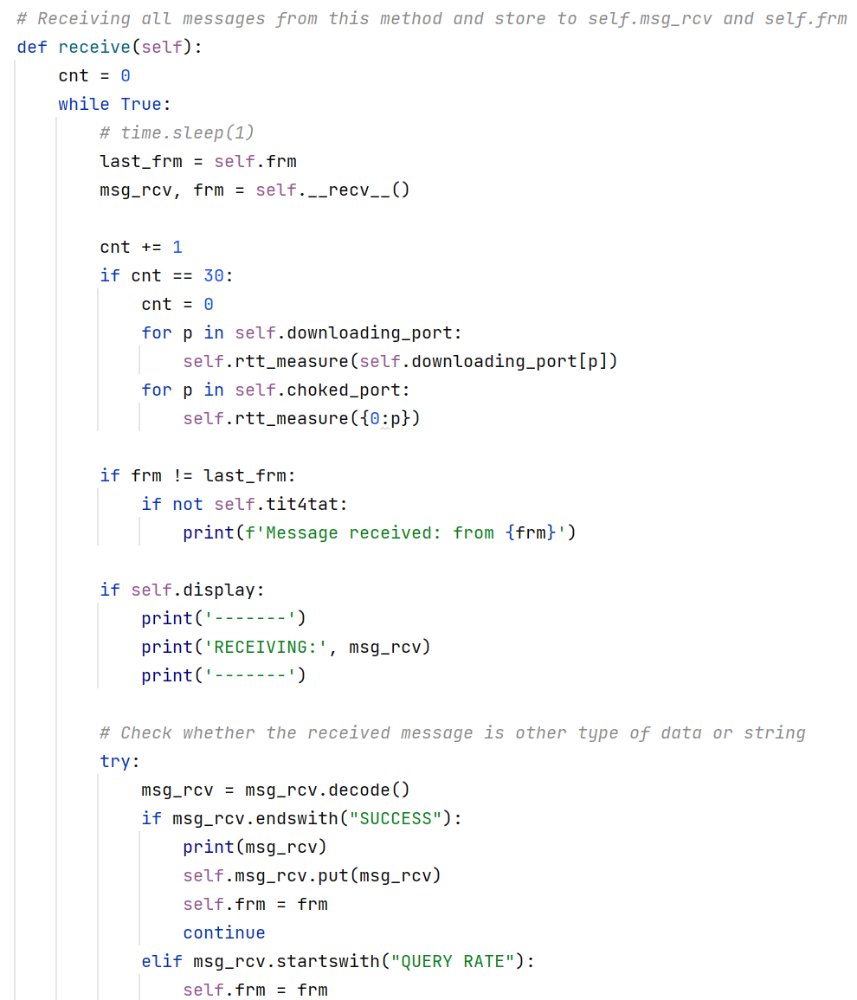 # Receiving all messages from this method and store to self.msg_rcv and self.frm
def receive(self):
    cnt = 0
    while True:
        # time.sleep(1)
        last_frm = self.frm
        msg_rcv, frm = self.__recv__()

        cnt += 1
        if cnt == 30:
            cnt = 0
            for p in self.downloading_port:
                self.rtt_measure(self.downloading_port[p])
            for p in self.choked_port:
                self.rtt_measure({0:p})

        if frm != last_frm:
            if not self.tit4tat:
                print(f'Message received: from {frm}')

        if self.display:
            print('-------')
            print('RECEIVING:', msg_rcv)
            print('-------')

        # Check whether the received message is other type of data or string
        try:
            msg_rcv = msg_rcv.decode()
            if msg_rcv.endswith("SUCCESS"):
                print(msg_rcv)
                self.msg_rcv.put(msg_rcv)
                self.frm = frm
                continue
            elif msg_rcv.startswith("QUERY RATE"):
                self.frm = frm